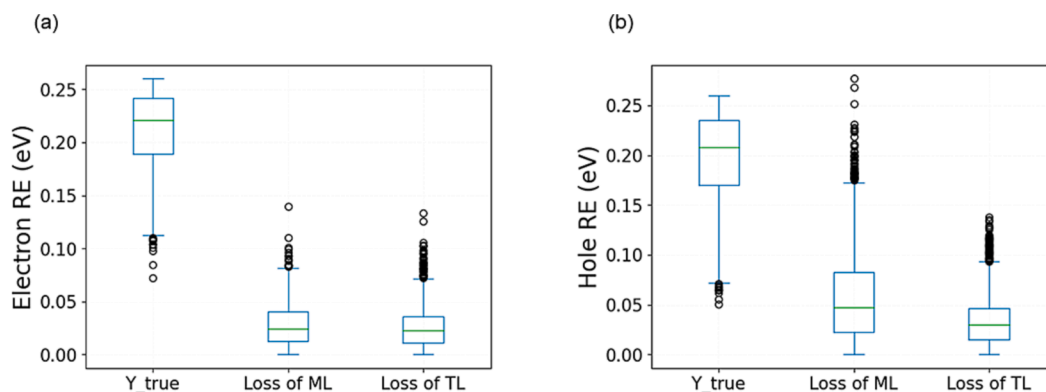 (a)
Electron RE (eV)
0.25
0.20
0.15
0.10
0.05
0.00
Y_true
Loss of ML
Loss of TL
(b)
Hole RE (eV)
0.25
0.20
0.15
0.10
0.05
0.00
Y_true
Loss of ML
Loss of TL